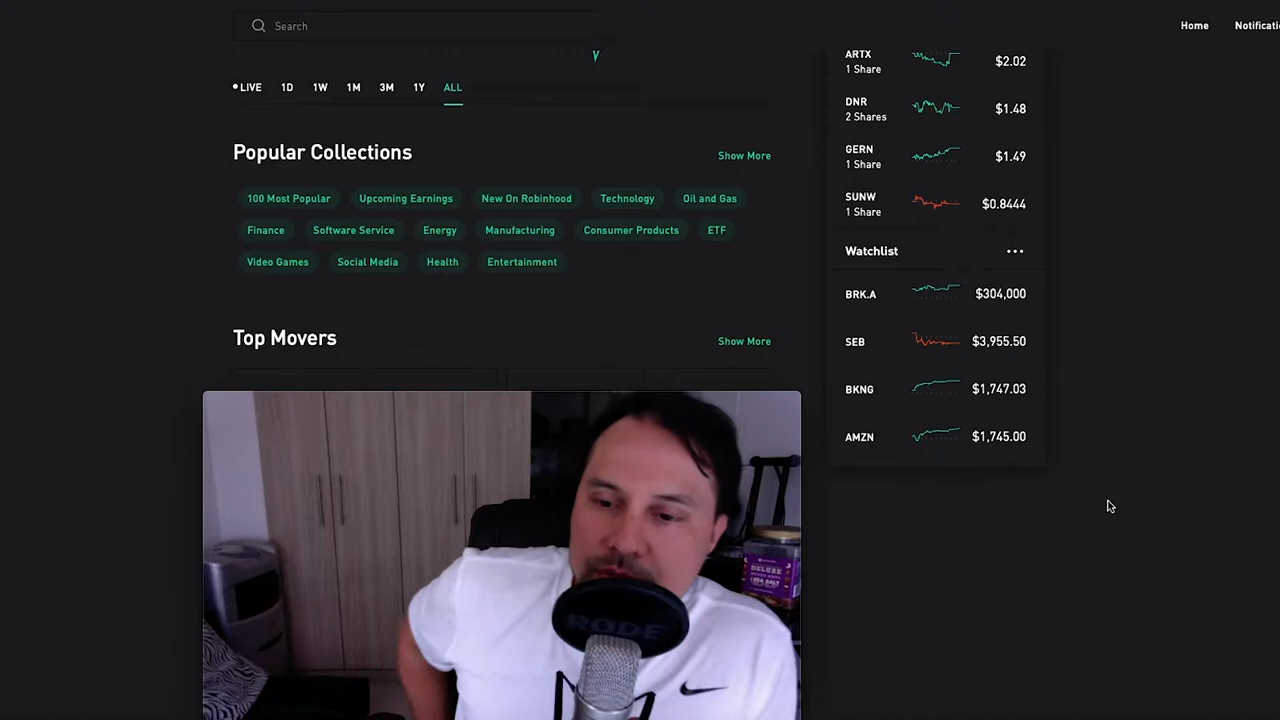 Search
Home
Notificati
LIVE 1D 1W 1M 3M 1Y ALL
Popular Collections
Show More
100 Most Popular
Upcoming Earnings
New On Robinhood
Technology
Oil and Gas
Finance
Software Service
Energy
Manufacturing
Consumer Products
ETF
Video Games
Social Media
Health
Entertainment
Top Movers
Show More
ARTX
1 Share
$2.02
DNR
2 Shares
$1.48
GERN
1 Share
$1.49
SUNW
1 Share
$0.8444
Watchlist
BRK.A
$304,000
SEB
$3,955.50
BKNG
$1,747.03
AMZN
$1,745.00
RODE
DELUXE
SEA SALT